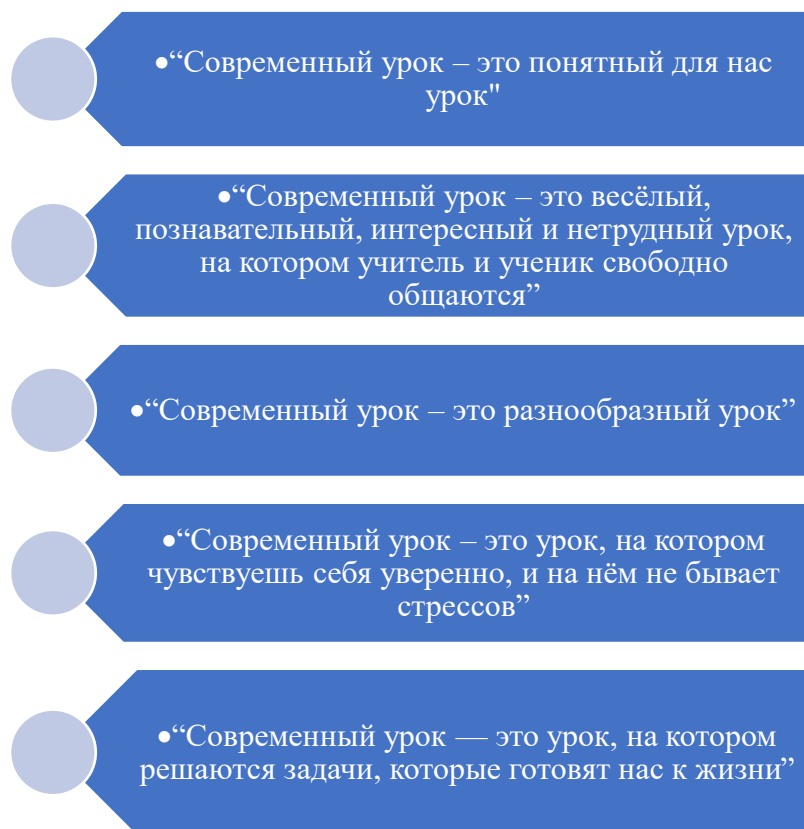 •“Современный урок – это понятный для нас
урок"
•“Современный урок – это весёлый,
познавательный, интересный и нетрудный урок,
на котором учитель и ученик свободно
общаются”
•“Современный урок – это разнообразный урок”
•“Современный урок – это урок, на котором
чувствуешь себя уверенно, и на нём не бывает
стрессов”
•“Современный урок — это урок, на котором
решаются задачи, которые готовят нас к жизни”